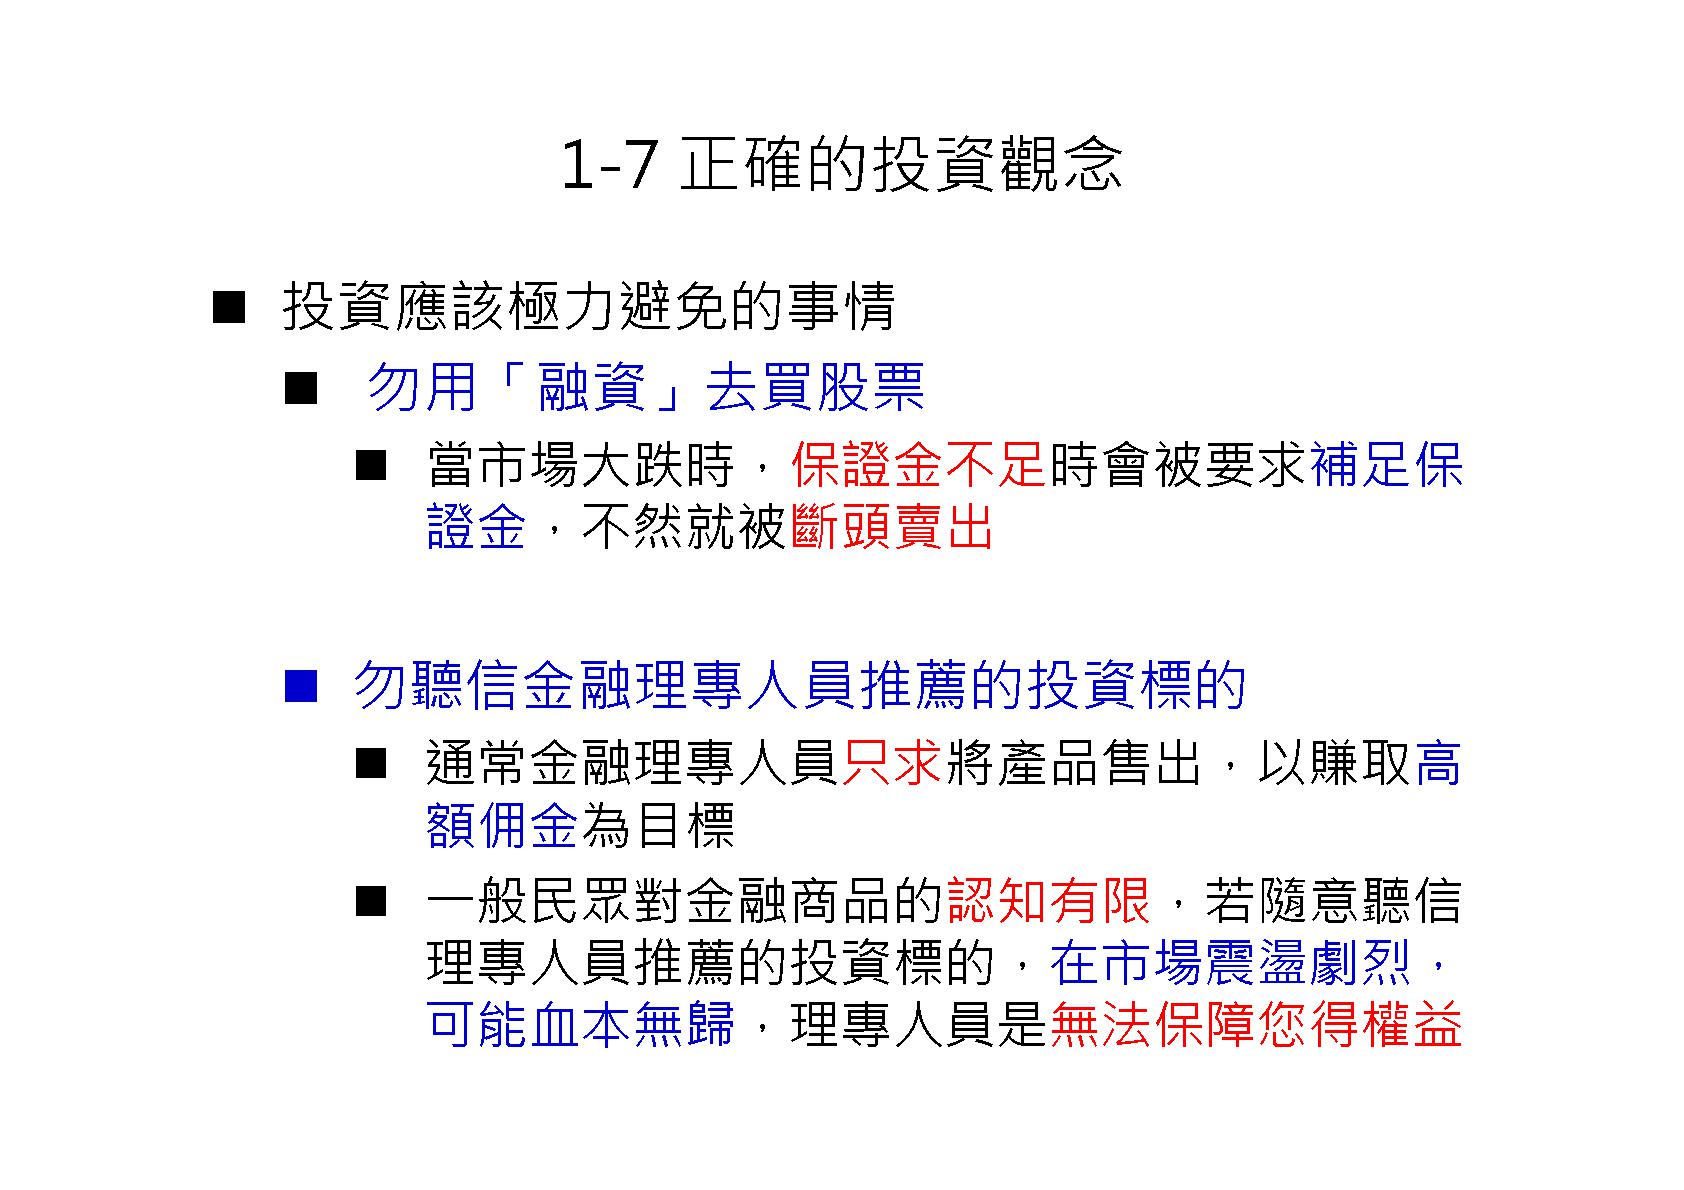 1-7 正確的投資觀念
投資應該極力避免的事情
勿用「融資」去買股票
當市場大跌時，保證金不足時會被要求補足保
證金，不然就被斷頭賣出
勿聽信金融理專人員推薦的投資標的
通常金融理專人員只求將產品售出，以賺取高
額佣金為目標
一般民眾對金融商品的認知有限，若隨意聽信
理專人員推薦的投資標的，在市場震盪劇烈，
可能血本無歸，理專人員是無法保障您得權益